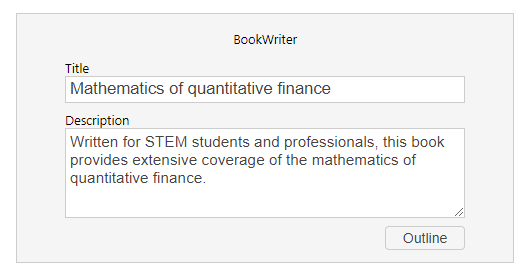 BookWriter
Title
Mathematics of quantitative finance
Description
Written for STEM students and professionals, this book
provides extensive coverage of the mathematics of
quantitative finance.
Outline